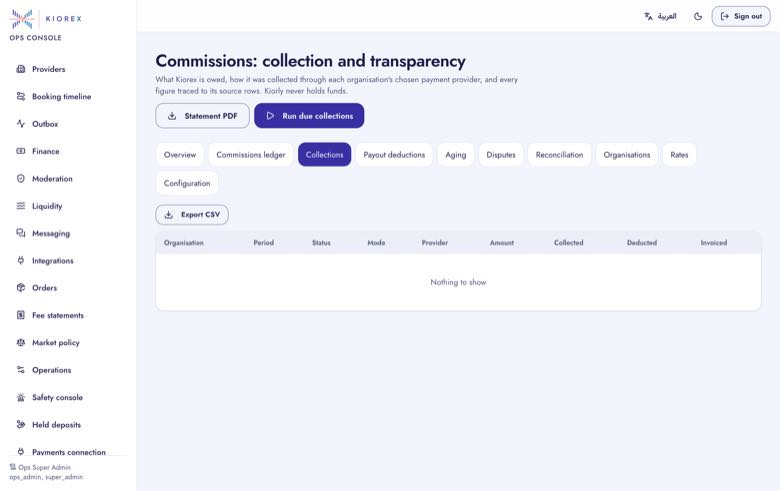 KIOREX
OPS CONSOLE
العربية
Sign out
Providers
Booking timeline
Outbox
Finance
Moderation
Liquidity
Messaging
Integrations
Orders
Fee statements
Market policy
Operations
Safety console
Held deposits
Payments connection
Ops Super Admin
ops_admin, super_admin
Commissions: collection and transparency
What Kiorex is owed, how it was collected through each organisation's chosen payment provider, and every
figure traced to its source rows. Kiorly never holds funds.
Statement PDF
Run due collections
Overview
Commissions ledger
Collections
Payout deductions
Aging
Disputes
Reconciliation
Organisations
Rates
Configuration
Export CSV
Organisation Period Status Mode Provider Amount Collected Deducted Invoiced
Nothing to show